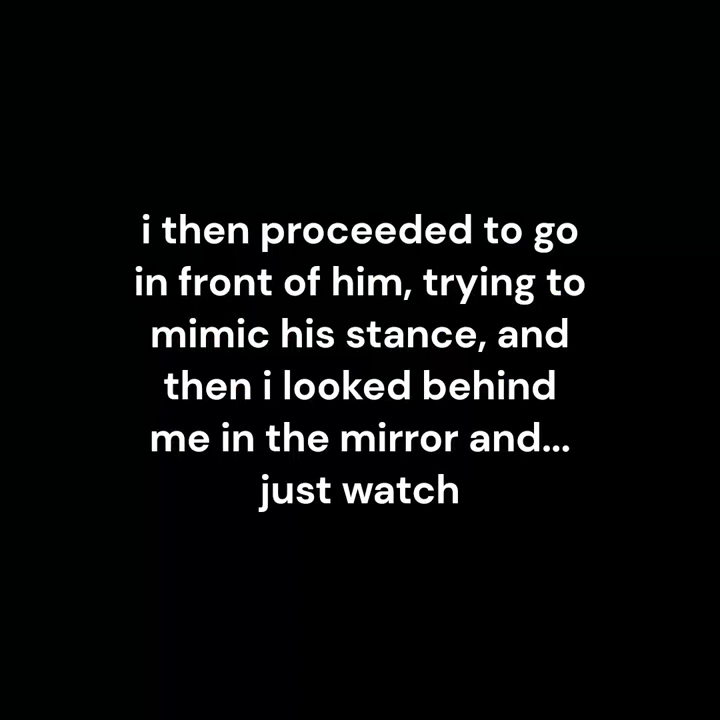 i then proceeded to go
in front of him, trying to
mimic his stance, and
then i looked behind
me in the mirror and...
just watch